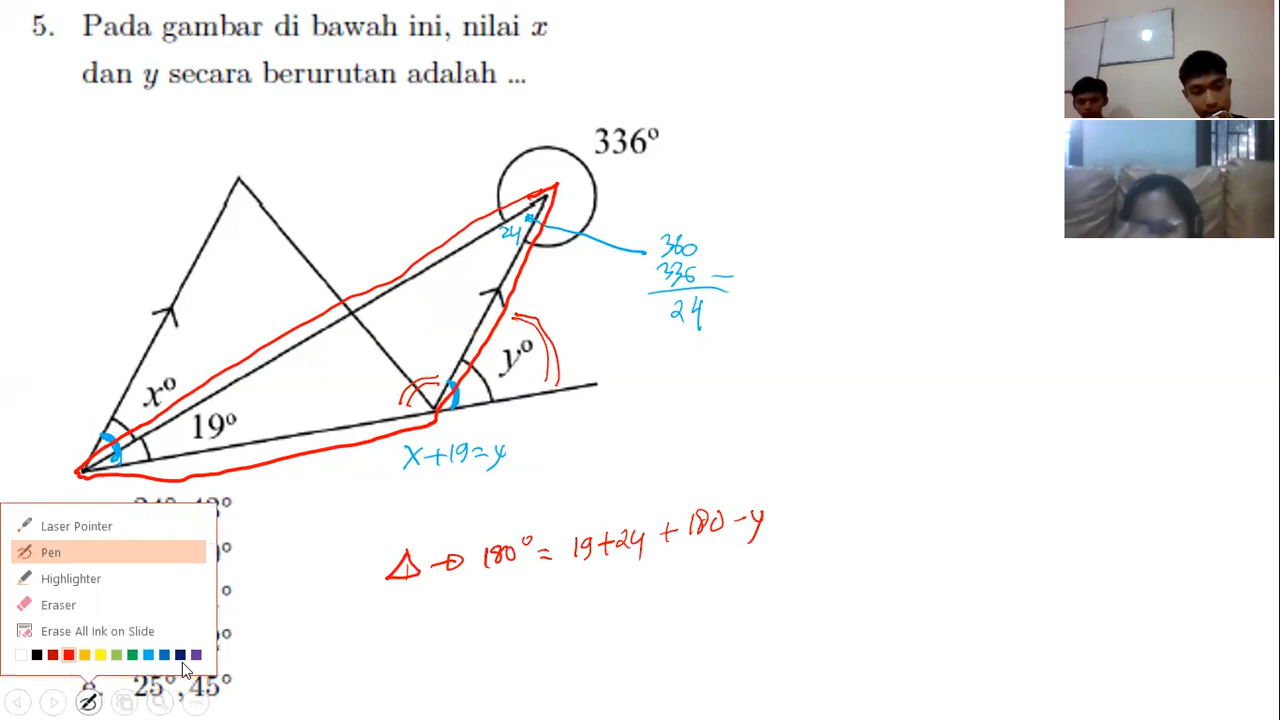 5. Pada gambar di bawah ini, nilai x
dan y secara berurutan adalah ...
336°
24
360
336 —
24
x°
y°
19°
x+19=y
△ → 180° = 19+24 + 180 - y
Laser Pointer
Pen
Highlighter
Eraser
Erase All Ink on Slide
25°, 45°